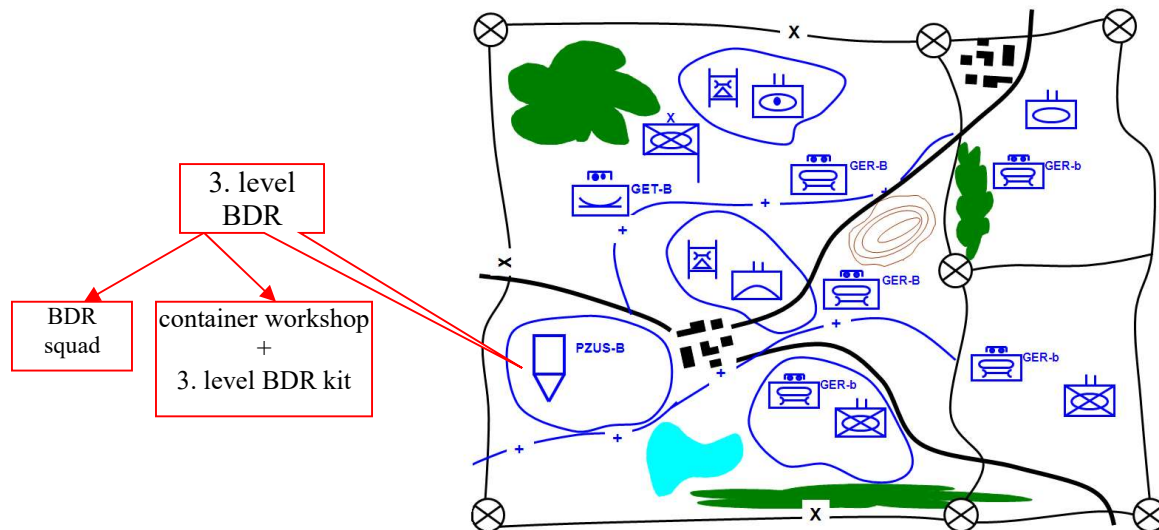 3. level
BDR
BDR
squad
container workshop
+
3. level BDR kit
X
X
GER-B
GER-b
GET-B
+
+
+
X
GER-B
PZUS-B
+
+
GER-b
GER-b
+
+
X